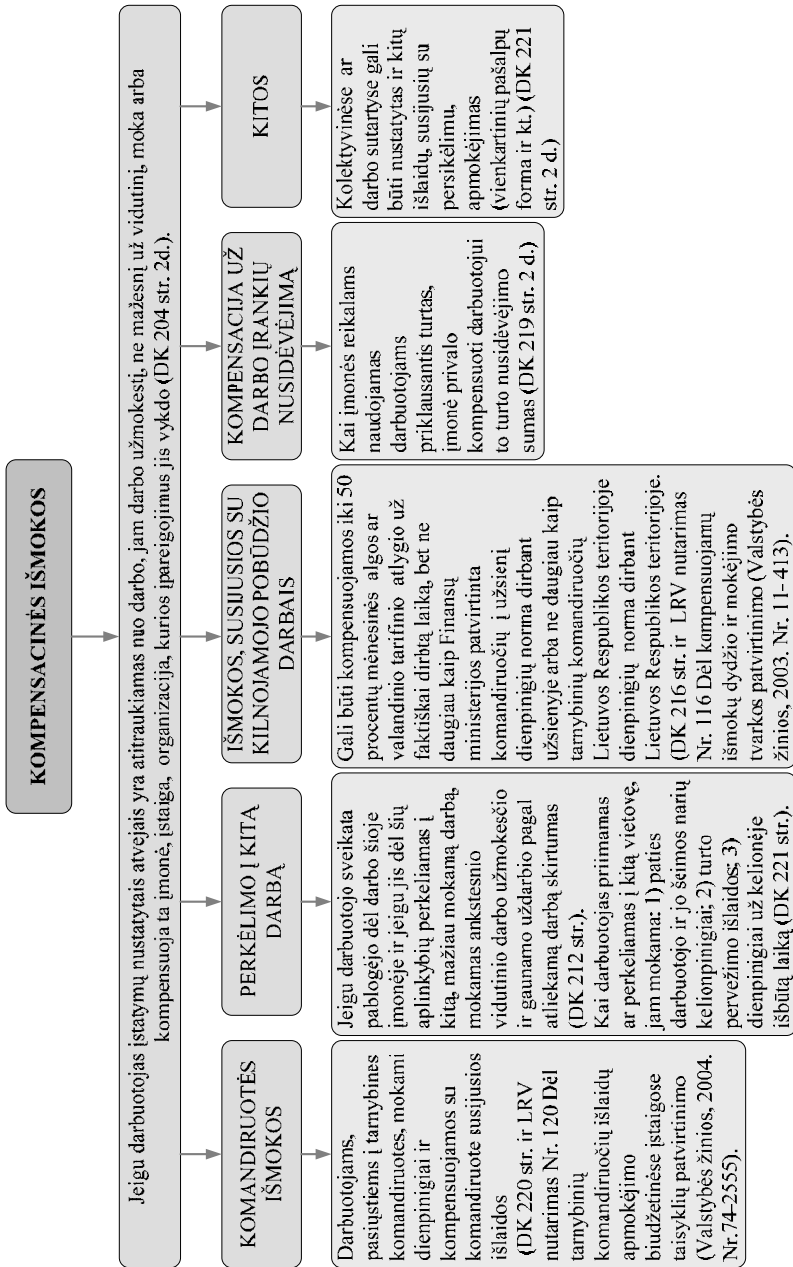 KOMPENSACINĖS IŠMOKOS
Jeigu darbuotojas įstatymų nustatytais atvejais yra atitraukiamas nuo darbo, jam darbo užmokestį, ne mažesnį už vidutinį, moka arba
kompensuoja ta įmonė, įstaiga, organizacija, kurios įpareigojimus jis vykdo (DK 204 str. 2d.).
KOMANDIRUOTĖS
IŠMOKOS
Darbuotojams,
pasiųstiems į tarnybines
komandiruotes, mokami
dienpinigiai ir
kompensuojamos su
komandiruote susijusios
išlaidos
(DK 220 str. ir LRV
nutarimas Nr. 120 Dėl
tarnybinių
komandiruočių išlaidų
apmokėjimo
biudžetinėse įstaigose
taisyklių patvirtinimo
(Valstybės žinios, 2004.
Nr.74-2555).
PERKĖLIMO Į KITĄ
DARBĄ
Jeigu darbuotojo sveikata
pablogėjo dėl darbo šioje
įmonėje ir jeigu jis dėl šių
aplinkybių perkeliamas į
kitą, mažiau mokamą darbą,
mokamas ankstesnio
vidutinio darbo užmokesčio
ir gaunamo uždarbio pagal
atliekamą darbą skirtumas
(DK 212 str.).
Kai darbuotojas priimamas
ar perkeliamas į kitą vietovę,
jam mokama: 1) paties
darbuotojo ir jo šeimos narių
kelionpinigiai; 2) turto
pervežimo išlaidos; 3)
dienpinigiai už kelionėje
išbūtą laiką (DK 221 str.).
IŠMOKOS, SUSIJUSIOS SU
KILNOJAMOJO POBŪDŽIO
DARBAIS
Gali būti kompensuojamos iki 50
procentų mėnesinės algos ar
valandinio tarifinio atlygio už
faktiškai dirbtą laiką, bet ne
daugiau kaip Finansų
ministerijos patvirtinta
komandiruočių į užsienį
dienpinigių norma dirbant
užsienyje arba ne daugiau kaip
tarnybinių komandiruočių
Lietuvos Respublikos teritorijoje
dienpinigių norma dirbant
Lietuvos Respublikos teritorijoje.
(DK 216 str. ir LRV nutarimas
Nr. 116 Dėl kompensuojamų
išmokų dydžio ir mokėjimo
tvarkos patvirtinimo (Valstybės
žinios, 2003. Nr. 11-413).
KOMPENSACIJA UŽ
DARBO ĮRANKIŲ
NUSIDĖVĖJIMĄ
Kai įmonės reikalams
naudojamas
darbuotojams
priklausantis turtas,
įmonė privalo
kompensuoti darbuotojui
to turto nusidėvėjimo
sumas (DK 219 str. 2 d.)
KITOS
Kolektyvinėse ar
darbo sutartyse gali
būti nustatytas ir kitų
išlaidų, susijusių su
persikėlimu,
apmokėjimas
(vienkartinių pašalpų
forma ir kt.) (DK 221
str. 2 d.)